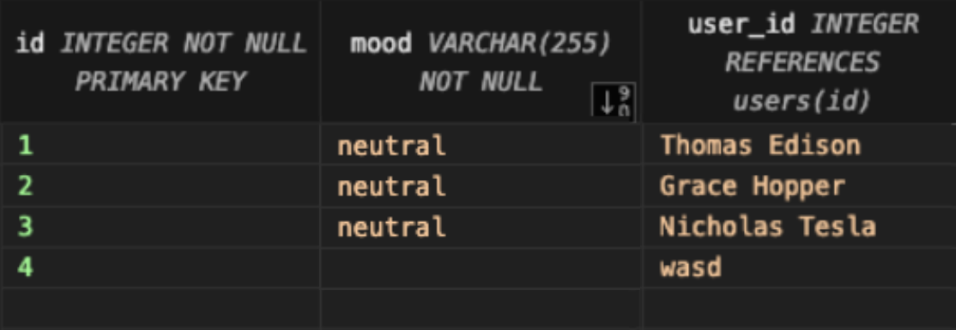 id INTEGER NOT NULL PRIMARY KEY
mood VARCHAR(255) NOT NULL
user_id INTEGER REFERENCES users(id)
1 neutral Thomas Edison
2 neutral Grace Hopper
3 neutral Nicholas Tesla
4 wasd